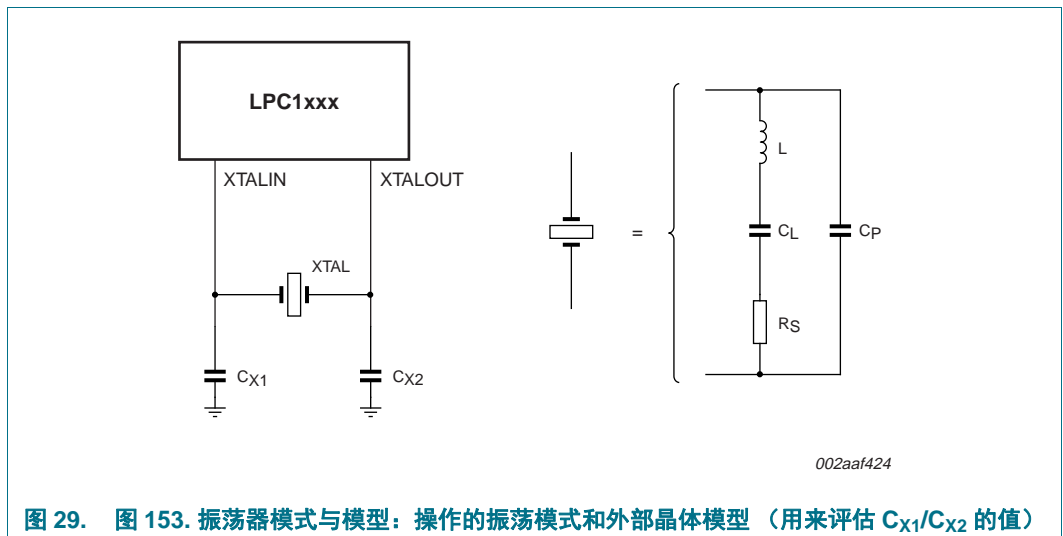 LPC1xxx
XTALIN
XTALOUT
XTAL
CX1
CX2
=
L
CL
CP
RS
002aaf424
图 29. 图 153. 振荡器模式与模型：操作的振荡模式和外部晶体模型 （用来评估 CX1/CX2 的值）